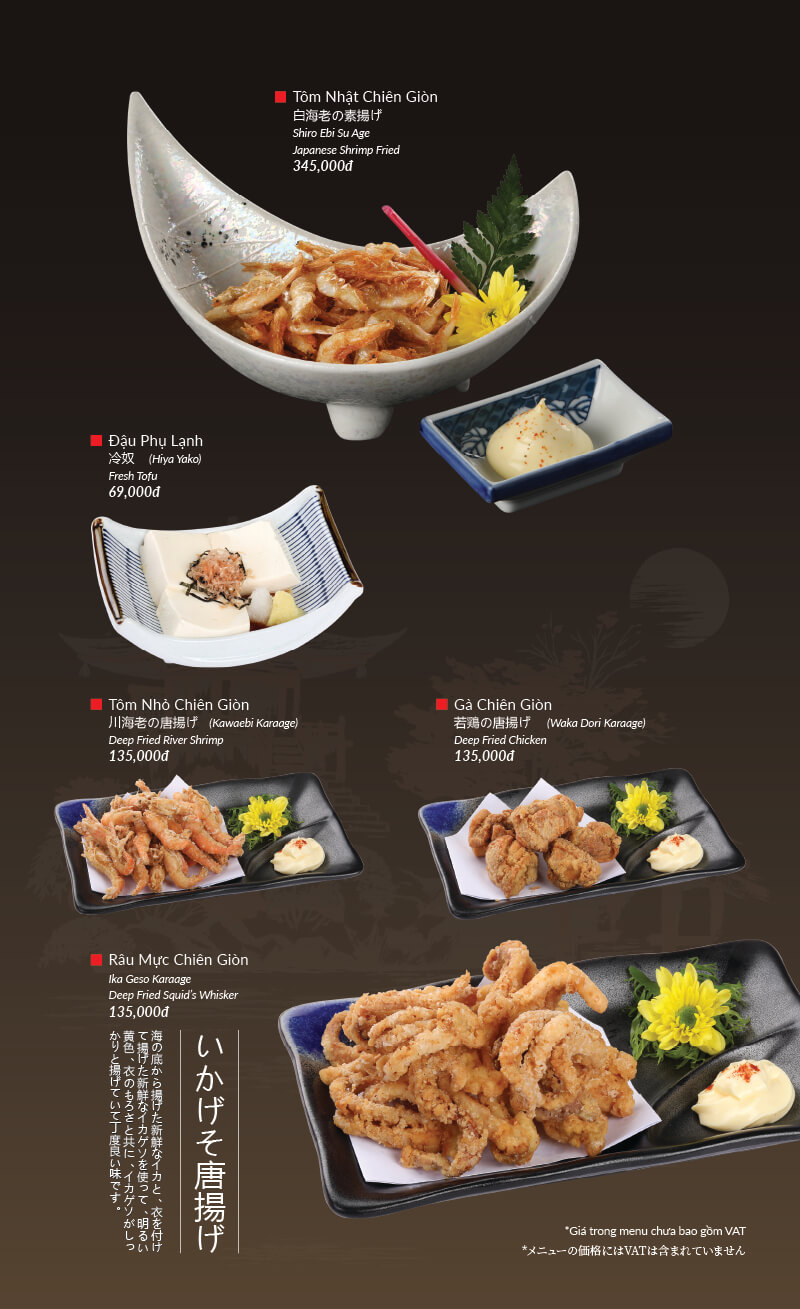 Tôm Nhật Chiên Giòn
白海老の素揚げ
Shiro Ebi Su Age
Japanese Shrimp Fried
345,000đ
Đậu Phụ Lạnh
冷奴 (Hiya Yako)
Fresh Tofu
69,000đ
Tôm Nhỏ Chiên Giòn
川海老の唐揚げ (Kawaebi Karaage)
Deep Fried River Shrimp
135,000đ
Gà Chiên Giòn
若鶏の唐揚げ (Waka Dori Karaage)
Deep Fried Chicken
135,000đ
Râu Mực Chiên Giòn
Ika Geso Karaage
Deep Fried Squid's Whisker
135,000đ
いかげそ唐揚げ
海の底から揚げた新鮮なイカと、衣を付け
て揚げた新鮮なイカゲソを使って、明るい
黄色、衣のもろさと共に、イカゲソがしっ
かりと揚げていて丁度良い味です。
*Giá trong menu chưa bao gồm VAT
*メニューの価格にはVATは含まれていません